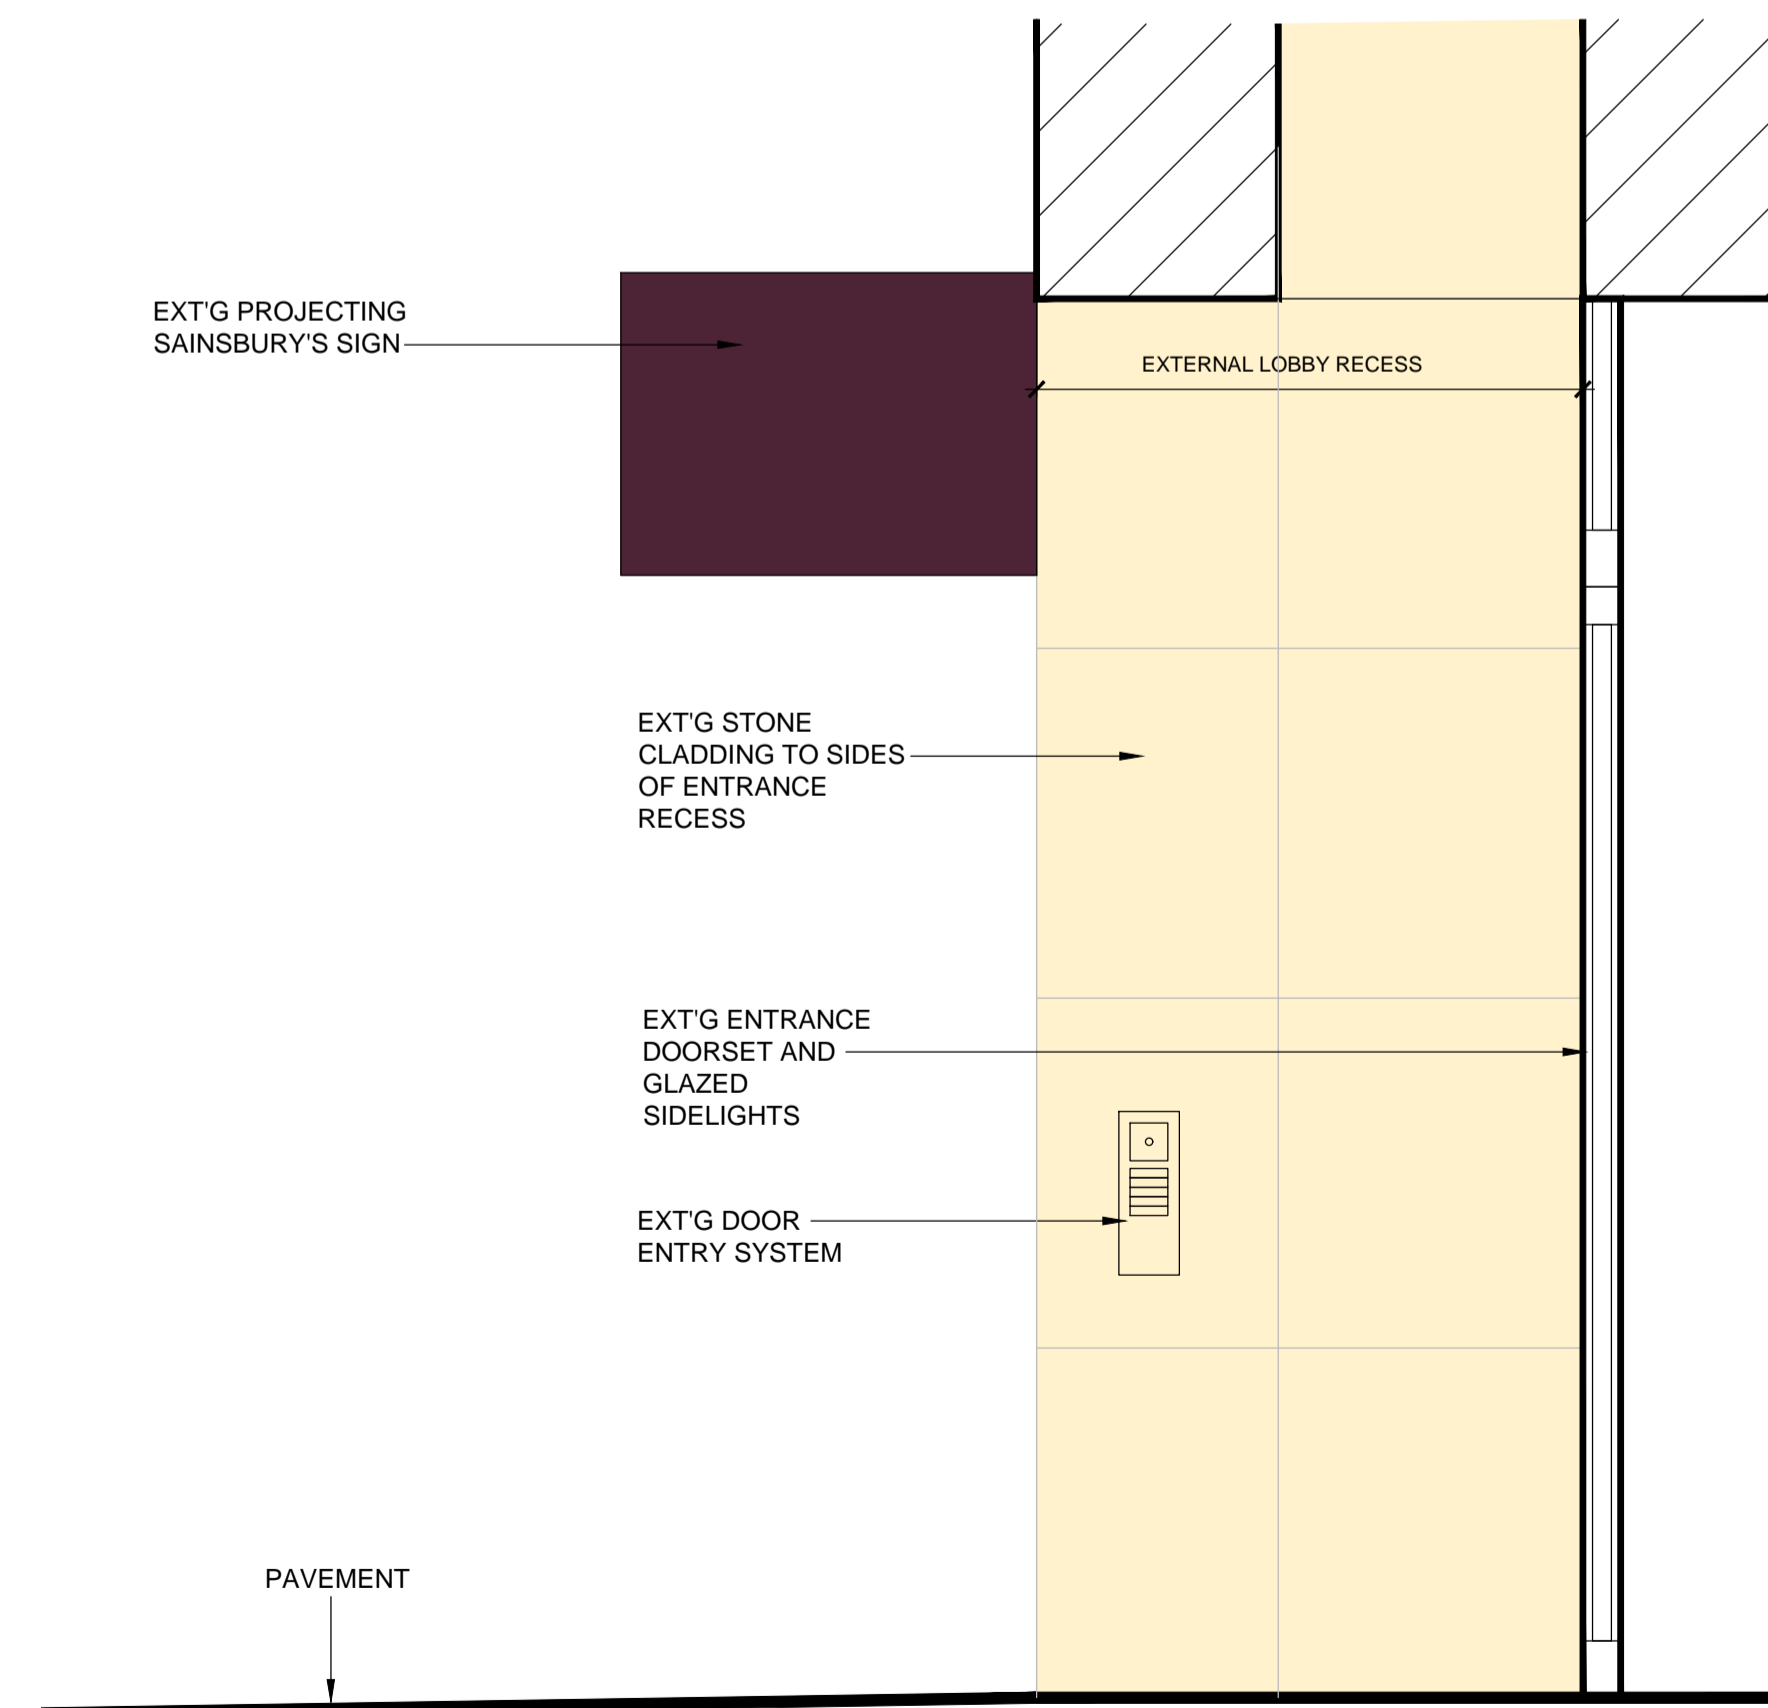 EXT'G PROJECTING
SAINSBURY'S SIGN
EXTERNAL LOBBY RECESS
EXT'G STONE
CLADDING TO SIDES
OF ENTRANCE
RECESS
EXT'G ENTRANCE
DOORSET AND
GLAZED
SIDELIGHTS
EXT'G DOOR
ENTRY SYSTEM
PAVEMENT